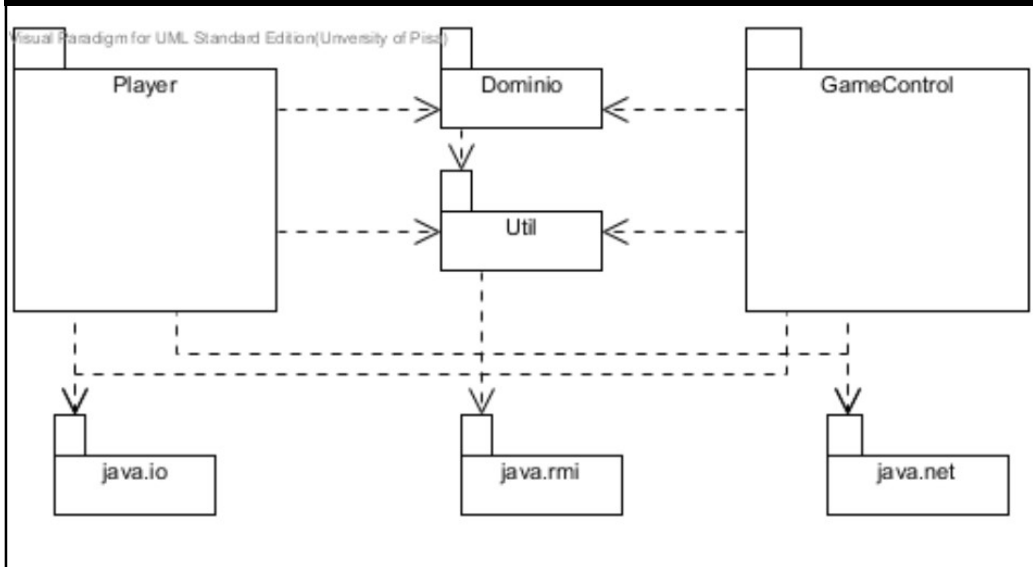 Visual Paradigm for UML Standard Edition(Unversity of Pisa)
Player
Dominio
GameControl
Util
java.io
java.rmi
java.net